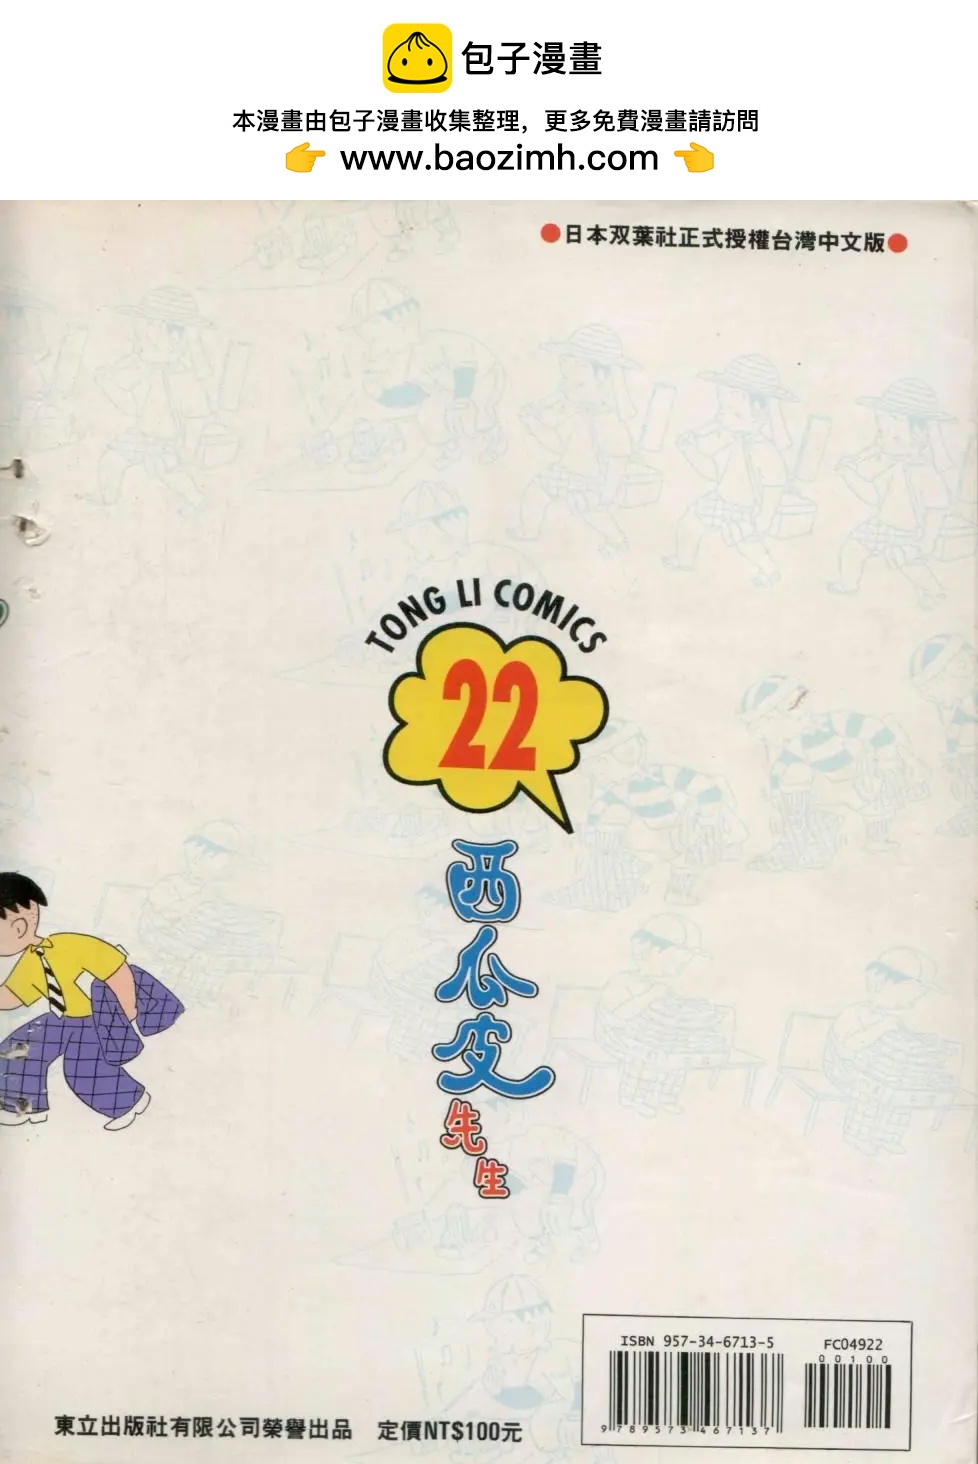 包子漫畫
本漫畫由包子漫畫收集整理，更多免費漫畫請訪問
👉 www.baozimh.com 👈
●日本双葉社正式授權台灣中文版●
TONG LI COMICS
22
西瓜皮
先生
ISBN 957-34-6713-5
FC04922
00100
9789573467137
東立出版社有限公司榮譽出品 定價NT$100元